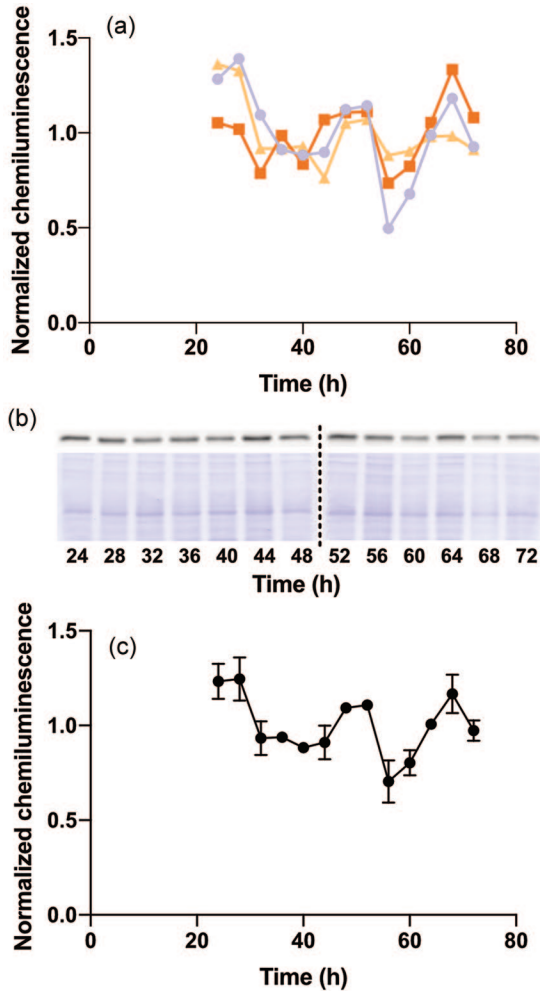 (a)
Normalized chemiluminescence
1.5
1.0
0.5
0.0
0 20 40 60 80
Time (h)
(b)
24 28 32 36 40 44 48 52 56 60 64 68 72
Time (h)
(c)
Normalized chemiluminescence
1.5
1.0
0.5
0.0
0 20 40 60 80
Time (h)